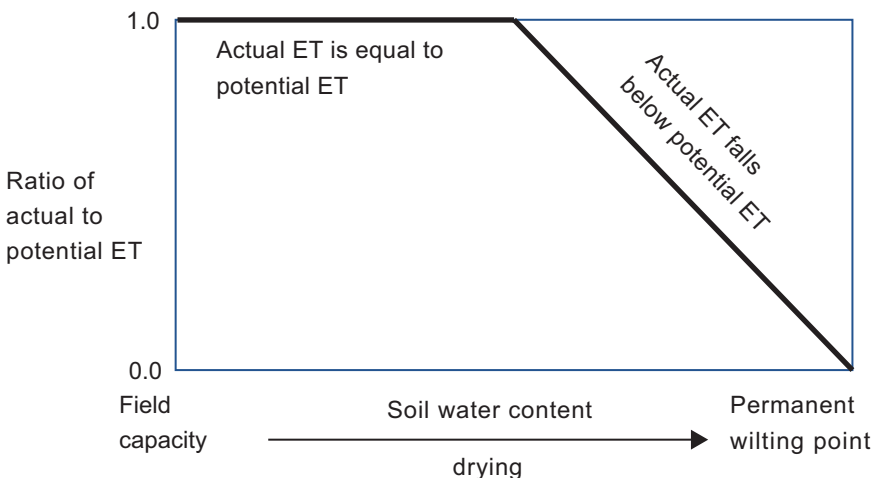 1.0
Actual ET is equal to
potential ET
Actual ET falls
below potential ET
Ratio of
actual to
potential ET
0.0
Field
capacity
Soil water content
drying
Permanent
wilting point